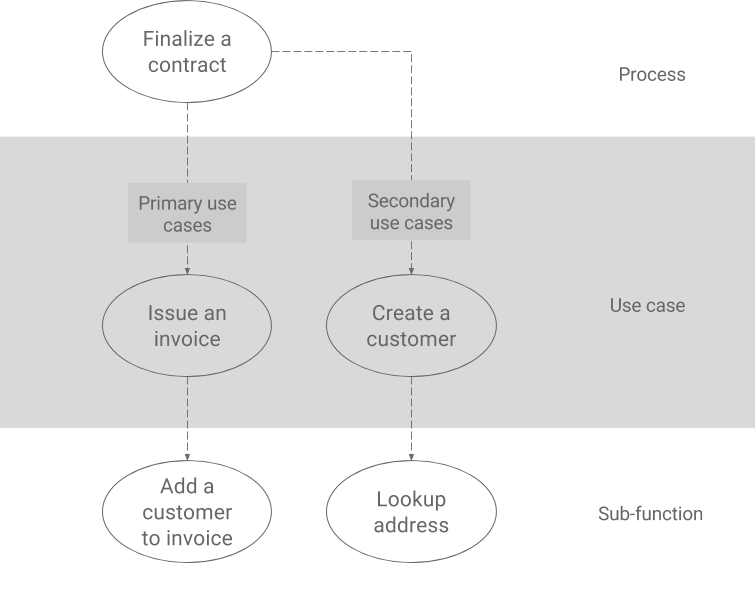 Finalize a
contract
Process
Primary use
cases
Secondary
use cases
Issue an
invoice
Create a
customer
Use case
Add a
customer
to invoice
Lookup
address
Sub-function